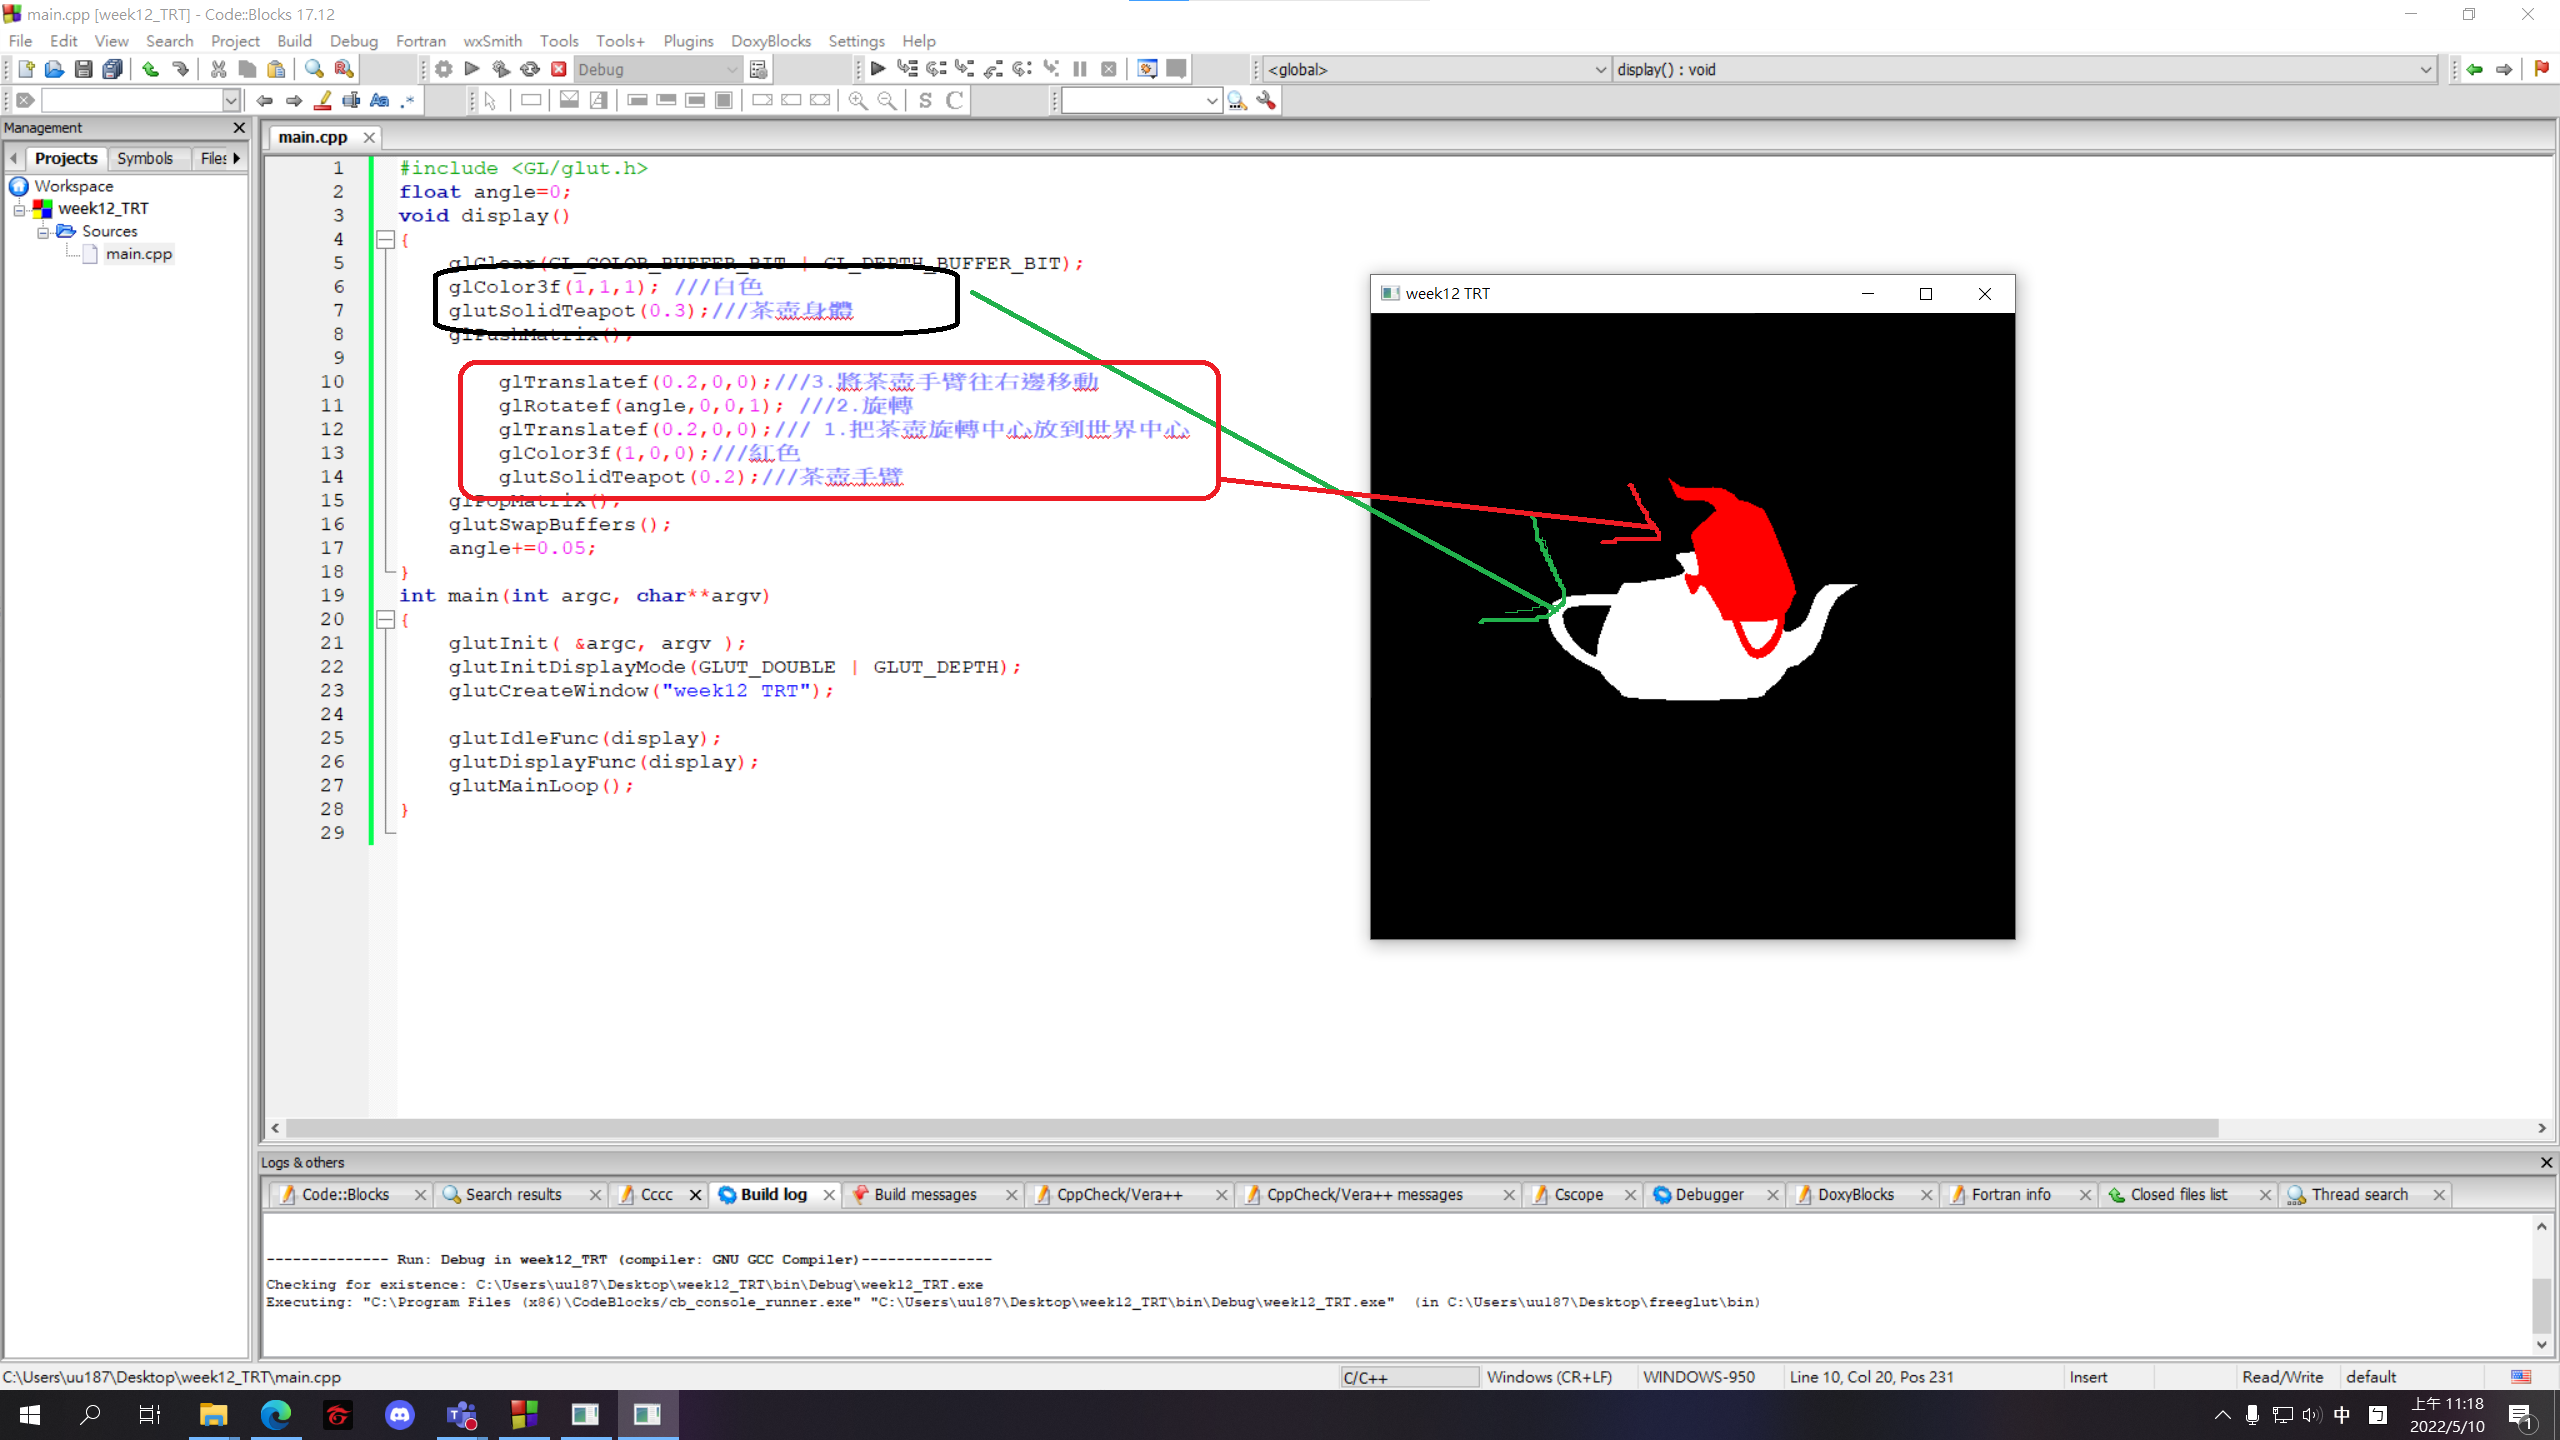 main.cpp [week12_TRT] - Code::Blocks 17.12
File Edit View Search Project Build Debug Fortran wxSmith Tools Tools+ Plugins DoxyBlocks Settings Help
Debug
<global>
display() : void
S C
Management
Projects Symbols Files
Workspace
week12_TRT
Sources
main.cpp
main.cpp
1 #include <GL/glut.h>
2 float angle=0;
3 void display()
4 {
5 glClear(GL_COLOR_BUFFER_BIT | GL_DEPTH_BUFFER_BIT);
6 glColor3f(1,1,1); ///白色
7 glutSolidTeapot(0.3);///茶壺身體
8 glPushMatrix();
9
10 glTranslatef(0.2,0,0);///3.將茶壺手臂往右邊移動
11 glRotatef(angle,0,0,1); ///2.旋轉
12 glTranslatef(0.2,0,0);/// 1.把茶壺旋轉中心放到世界中心
13 glColor3f(1,0,0);///紅色
14 glutSolidTeapot(0.2);///茶壺手臂
15 glPopMatrix();
16 glutSwapBuffers();
17 angle+=0.05;
18 }
19 int main(int argc, char**argv)
20 {
21 glutInit( &argc, argv );
22 glutInitDisplayMode(GLUT_DOUBLE | GLUT_DEPTH);
23 glutCreateWindow("week12 TRT");
24
25 glutIdleFunc(display);
26 glutDisplayFunc(display);
27 glutMainLoop();
28 }
29
week12 TRT
Logs & others
Code::Blocks Search results Cccc Build log Build messages CppCheck/Vera++ CppCheck/Vera++ messages Cscope Debugger DoxyBlocks Fortran info Closed files list Thread search
-------------- Run: Debug in week12_TRT (compiler: GNU GCC Compiler)---------------
Checking for existence: C:\Users\uu187\Desktop\week12_TRT\bin\Debug\week12_TRT.exe
Executing: "C:\Program Files (x86)\CodeBlocks/cb_console_runner.exe" "C:\Users\uu187\Desktop\week12_TRT\bin\Debug\week12_TRT.exe" (in C:\Users\uu187\Desktop\freeglut\bin)
C:\Users\uu187\Desktop\week12_TRT\main.cpp
C/C++
Windows (CR+LF)
WINDOWS-950
Line 10, Col 20, Pos 231
Insert
Read/Write
default
中
ㄅ
上午 11:18
2022/5/10
1